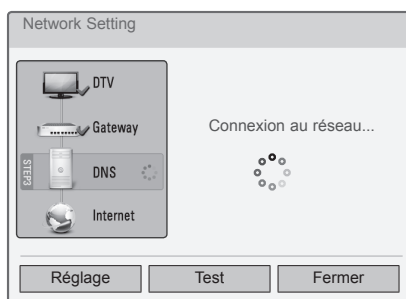 Network Setting
DTV
Gateway
STEP3
DNS
Internet
Connexion au réseau...
Réglage
Test
Fermer